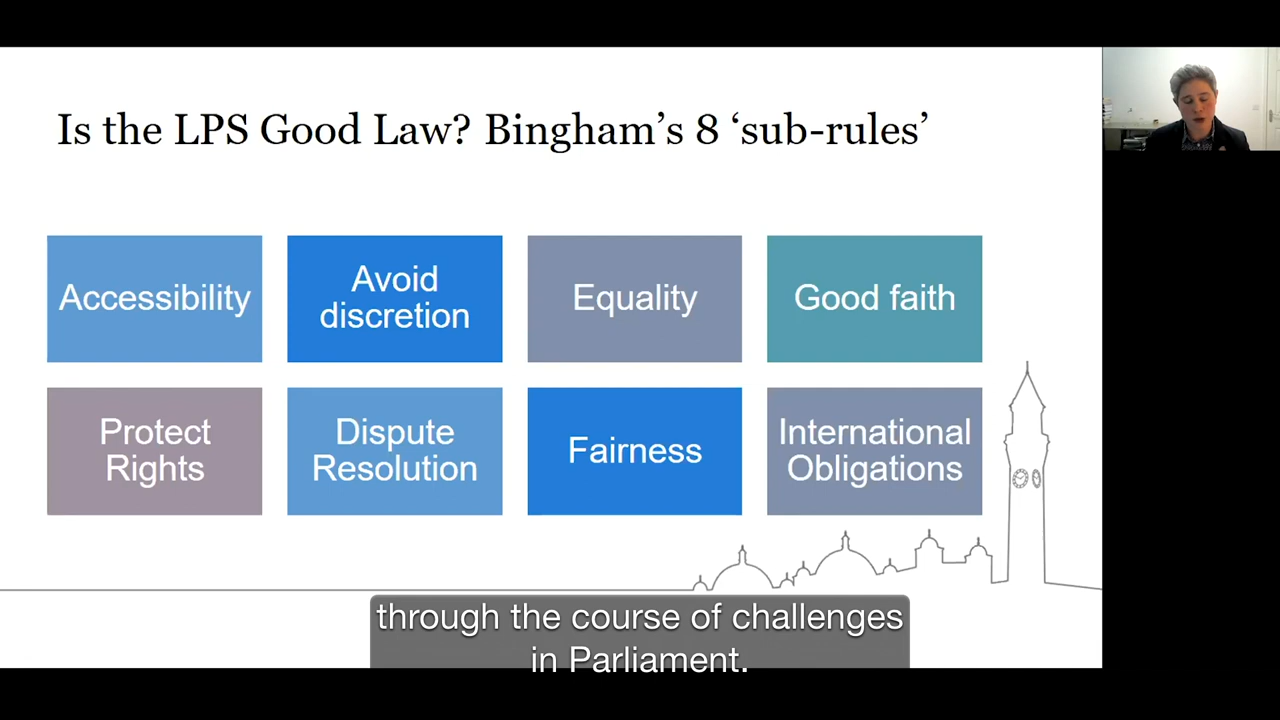 Is the LPS Good Law? Bingham’s 8 ‘sub-rules’
Accessibility
Avoid
discretion
Equality
Good faith
Protect
Rights
Dispute
Resolution
Fairness
International
Obligations
through the course of challenges
in Parliament.